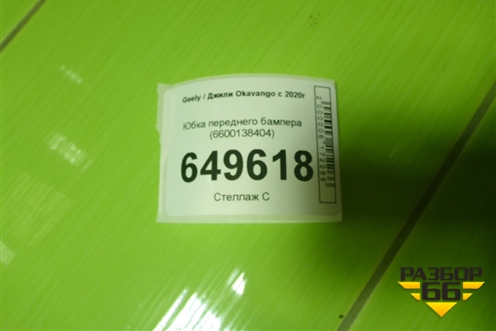 Geely / Джили Okavango с 2020г
Юбка переднего бампера
(6600138404)
649618
Стеллаж С
РАЗБОР
66